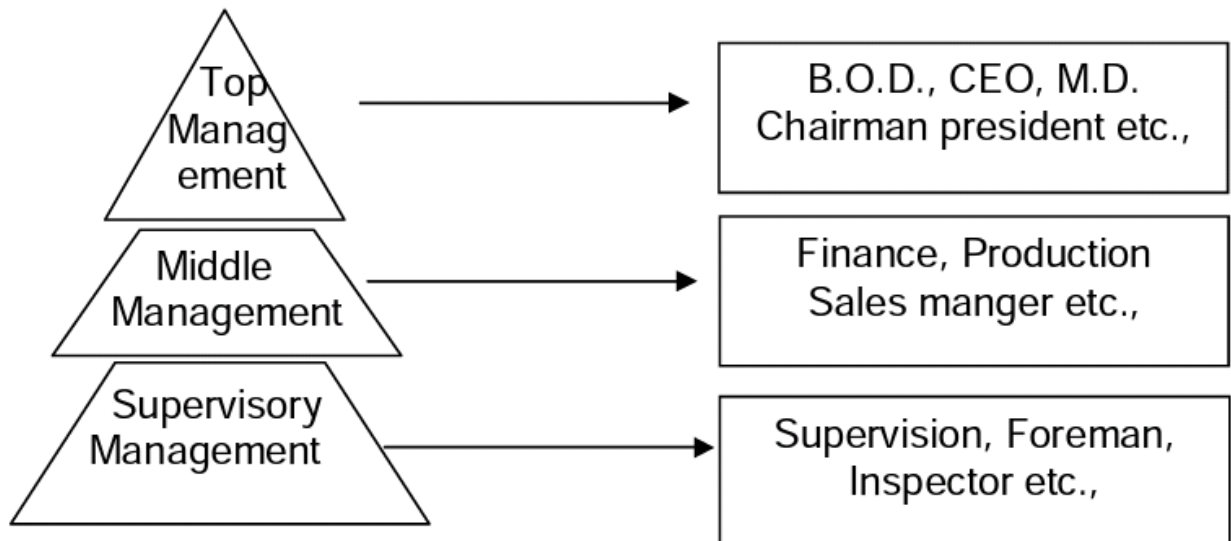 Top
Manag
ement
B.O.D., CEO, M.D.
Chairman president etc.,
Middle
Management
Finance, Production
Sales manger etc.,
Supervisory
Management
Supervision, Foreman,
Inspector etc.,